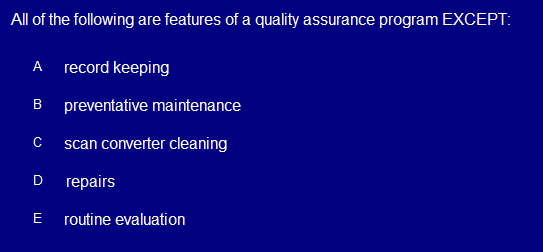 All of the following are features of a quality assurance program EXCEPT:
A record keeping
B preventative maintenance
C scan converter cleaning
D repairs
E routine evaluation